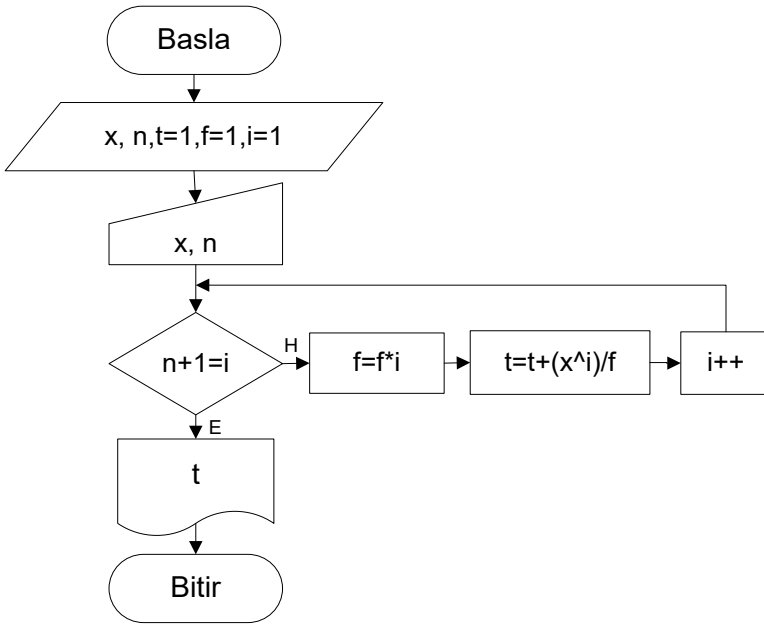 Basla
x, n,t=1,f=1,i=1
x, n
n+1=i
H
f=f*i
t=t+(x^i)/f
i++
E
t
Bitir